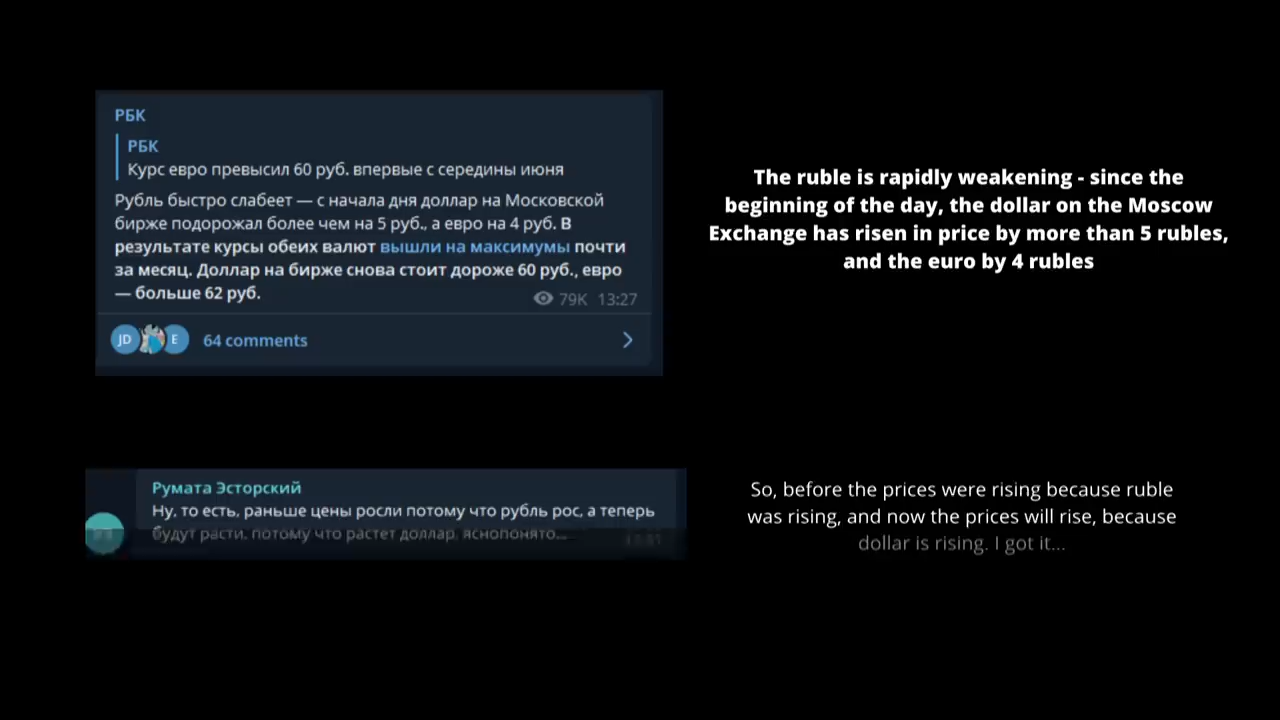 РБК
РБК
Курс евро превысил 60 руб. впервые с середины июня
Рубль быстро слабеет — с начала дня доллар на Московской
бирже подорожал более чем на 5 руб., а евро на 4 руб. В
результате курсы обеих валют вышли на максимумы почти
за месяц. Доллар на бирже снова стоит дороже 60 руб., евро
— больше 62 руб.
79K 13:27
JD E 64 comments
The ruble is rapidly weakening - since the
beginning of the day, the dollar on the Moscow
Exchange has risen in price by more than 5 rubles,
and the euro by 4 rubles
Румата Эсторский
Ну, то есть, раньше цены росли потому что рубль рос, а теперь
будут расти, потому что растет доллар, яснопонято...
So, before the prices were rising because ruble
was rising, and now the prices will rise, because
dollar is rising. I got it...